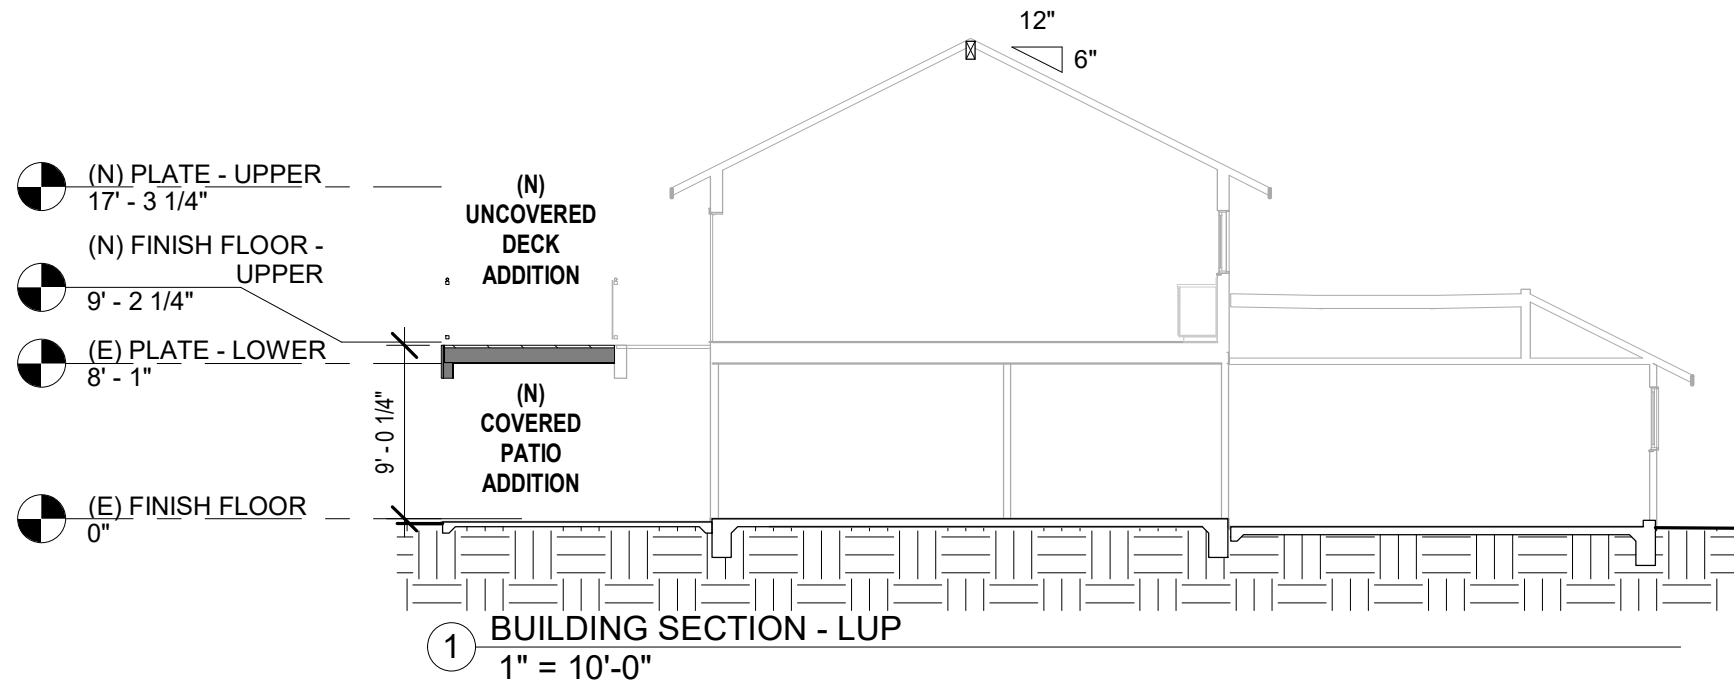 12"
6"
(N) PLATE - UPPER
17' - 3 1/4"
(N) FINISH FLOOR -
UPPER
9' - 2 1/4"
(E) PLATE - LOWER
8' - 1"
(E) FINISH FLOOR
0"
9' - 0 1/4"
(N)
UNCOVERED
DECK
ADDITION
(N)
COVERED
PATIO
ADDITION
1
BUILDING SECTION - LUP
1" = 10'-0"